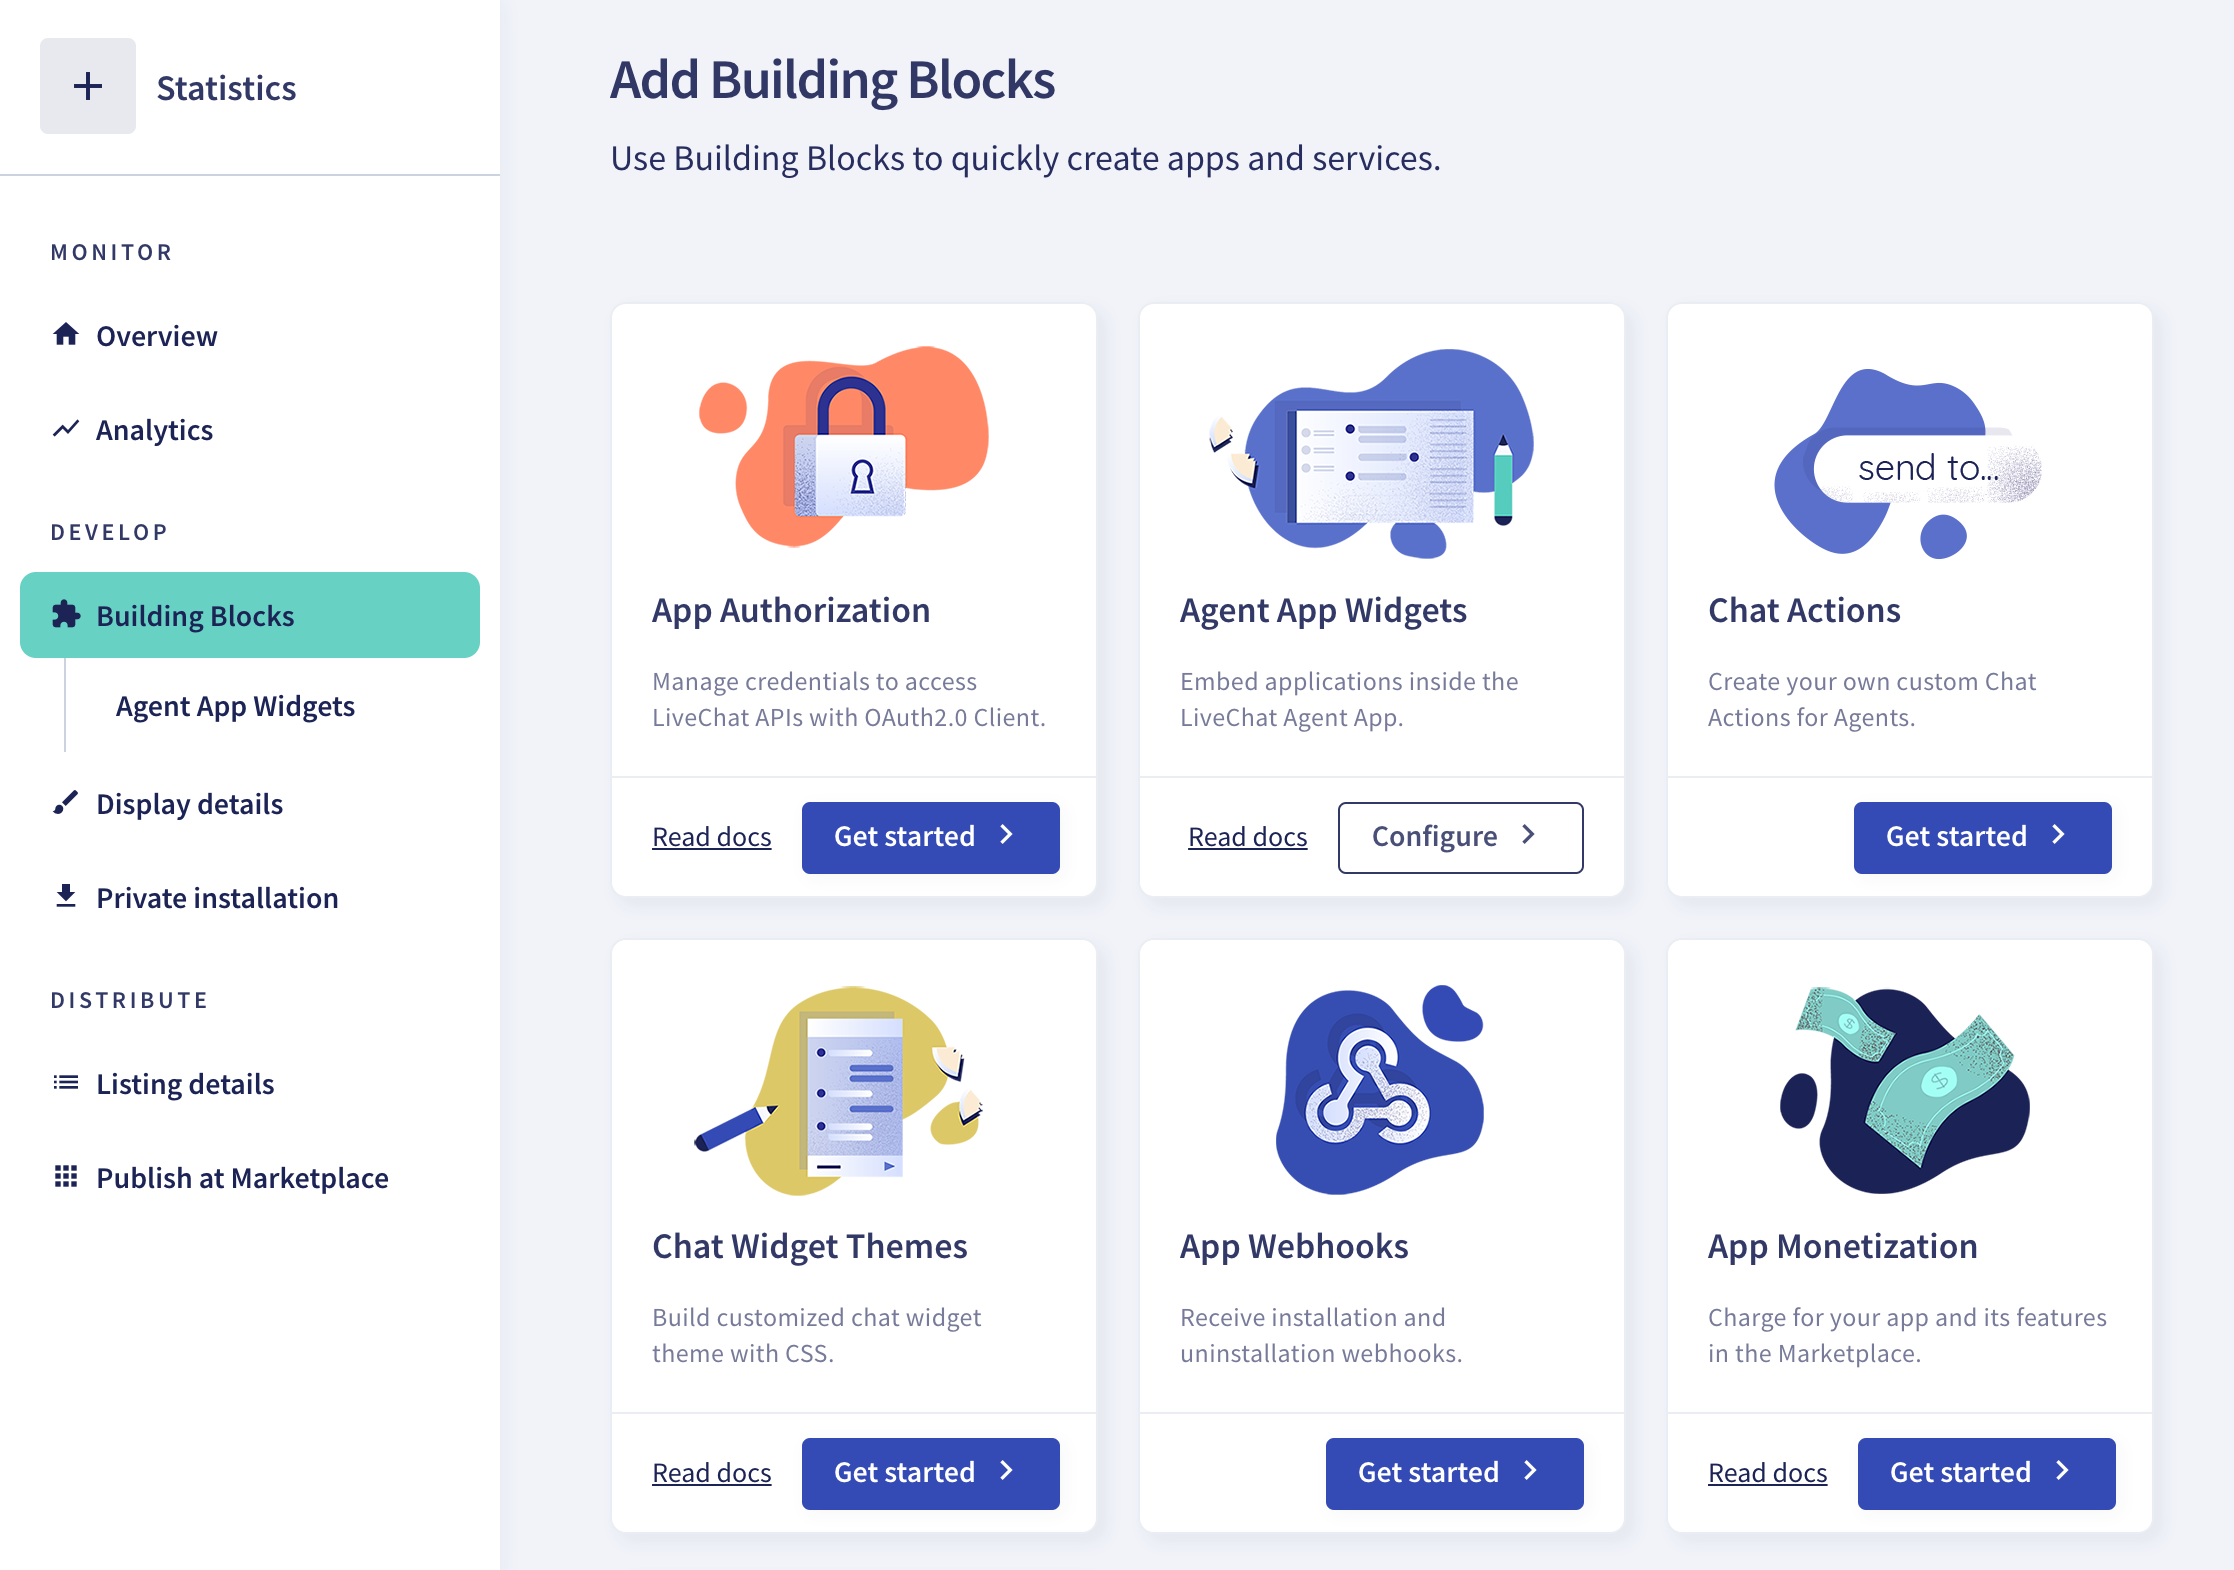 Statistics
MONITOR
Overview
Analytics
DEVELOP
Building Blocks
Agent App Widgets
Display details
Private installation
DISTRIBUTE
Listing details
Publish at Marketplace
Add Building Blocks
Use Building Blocks to quickly create apps and services.
App Authorization
Manage credentials to access
LiveChat APIs with OAuth2.0 Client.
Read docs
Get started
Agent App Widgets
Embed applications inside the
LiveChat Agent App.
Read docs
Configure
send to...
Chat Actions
Create your own custom Chat
Actions for Agents.
Get started
Chat Widget Themes
Build customized chat widget
theme with CSS.
Read docs
Get started
App Webhooks
Receive installation and
uninstallation webhooks.
Get started
$
$
App Monetization
Charge for your app and its features
in the Marketplace.
Read docs
Get started